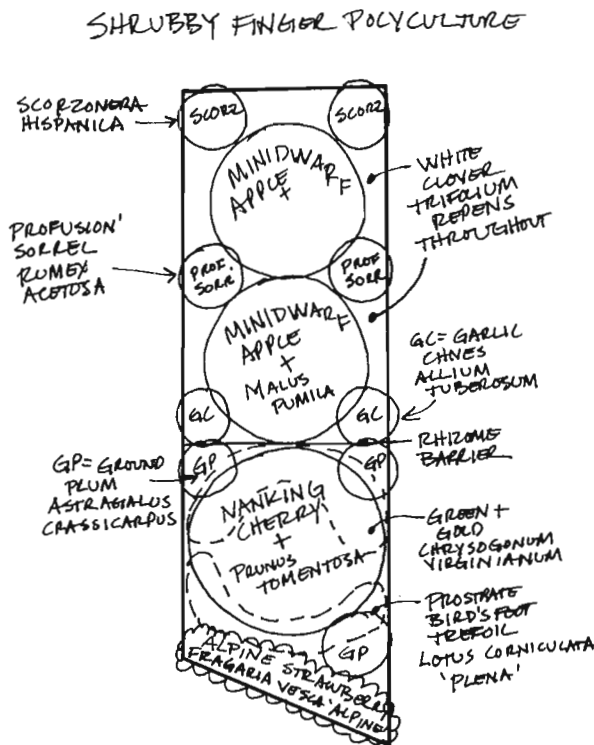 SHRUBBY FINGER POLYCULTURE
SCORZONERA
HISPANICA
SCORZ
SCORZ
MINIDWARF
APPLE
+
WHITE
CLOVER
TRIFOLIUM
REPENS
THROUGHOUT
PROFUSION'
SORREL
RUMEX
ACETOSA
PROF.
SORR.
PROF
SORR
MINIDWARF
APPLE
+
MALUS
PUMILA
GC = GARLIC
CHIVES
ALLIUM
TUBEROSUM
GC
GC
RHIZOME
BARRIER
GP = GROUND
PLUM
ASTRAGALUS
CRASSICARPUS
GP
GP
NANKING
CHERRY
+
PRUNUS
TOMENTOSA
GREEN +
GOLD
CHRYSOGONUM
VIRGINIANUM
PROSTRATE
BIRD'S FOOT
TREFOIL
LOTUS CORNICULATA
'PLENA'
GP
ALPINE STRAWBERRY
FRAGARIA VESCA 'ALPINE'